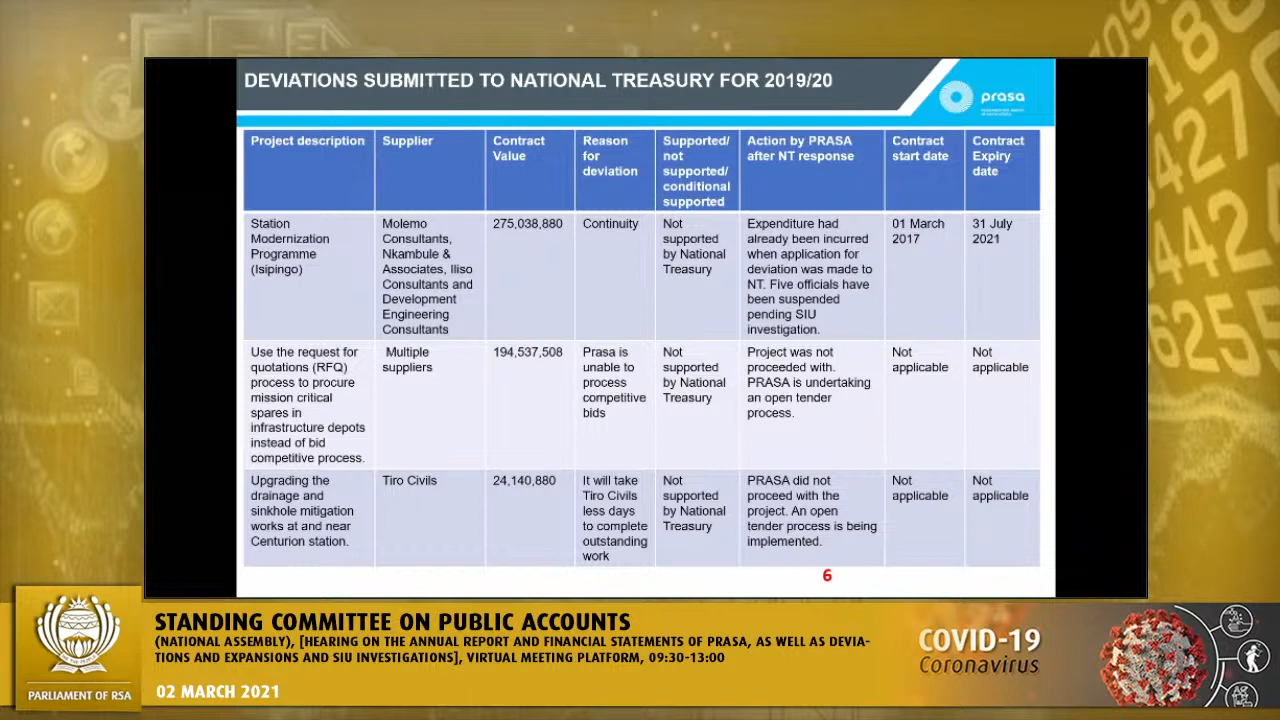 DEVIATIONS SUBMITTED TO NATIONAL TREASURY FOR 2019/20
prasa
Project description
Supplier
Contract
Value
Reason
for
deviation
Supported/
not
supported/
conditional
supported
Action by PRASA
after NT response
Contract
start date
Contract
Expiry
date
Station
Modernization
Programme
(Isipingo)
Molemo
Consultants,
Nkambule &
Associates, Iliso
Consultants and
Development
Engineering
Consultants
275,038,880
Continuity
Not
supported
by National
Treasury
Expenditure had
already been incurred
when application for
deviation was made to
NT. Five officials have
been suspended
pending SIU
investigation.
01 March
2017
31 July
2021
Use the request for
quotations (RFQ)
process to procure
mission critical
spares in
infrastructure depots
instead of bid
competitive process.
Multiple
suppliers
194,537,508
Prasa is
unable to
process
competitive
bids
Not
supported
by National
Treasury
Project was not
proceeded with.
PRASA is undertaking
an open tender
process.
Not
applicable
Not
applicable
Upgrading the
drainage and
sinkhole mitigation
works at and near
Centurion station.
Tiro Civils
24,140,880
It will take
Tiro Civils
less days
to complete
outstanding
work
Not
supported
by National
Treasury
PRASA did not
proceed with the
project. An open
tender process is being
implemented.
Not
applicable
Not
applicable
6
STANDING COMMITTEE ON PUBLIC ACCOUNTS
(NATIONAL ASSEMBLY), [HEARING ON THE ANNUAL REPORT AND FINANCIAL STATEMENTS OF PRASA, AS WELL AS DEVIA-
TIONS AND EXPANSIONS AND SIU INVESTIGATIONS], VIRTUAL MEETING PLATFORM, 09:30-13:00
02 MARCH 2021
PARLIAMENT OF RSA
COVID-19
Coronavirus